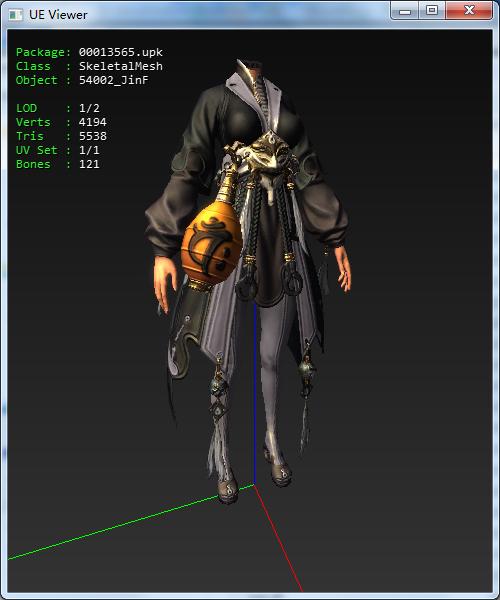 UE Viewer
Package: 00013565.upk
Class : SkeletalMesh
Object : 54002_JinF
LOD : 1/2
Verts : 4194
Tris : 5538
UV Set : 1/1
Bones : 121